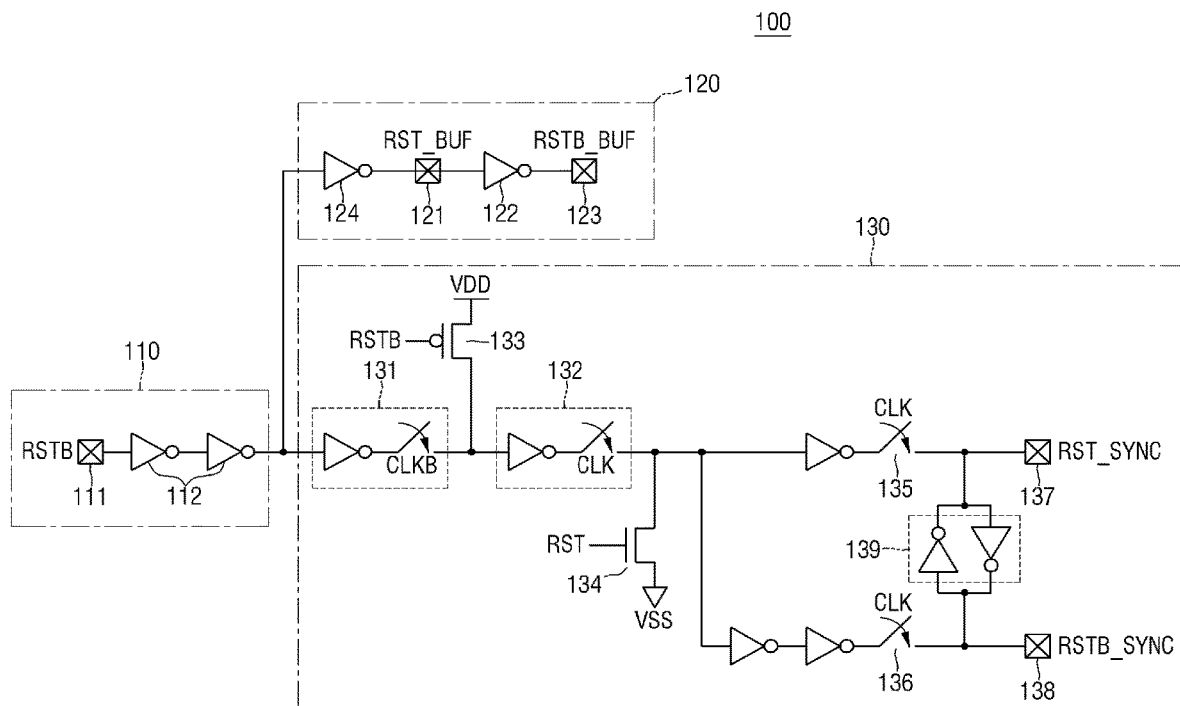 100
120
RST_BUF
RSTB_BUF
124
121
122
123
130
VDD
RSTB
133
110
131
132
CLK
RSTB
CLKB
CLK
RST_SYNC
111
112
135
137
RST
139
134
CLK
VSS
RSTB_SYNC
136
138